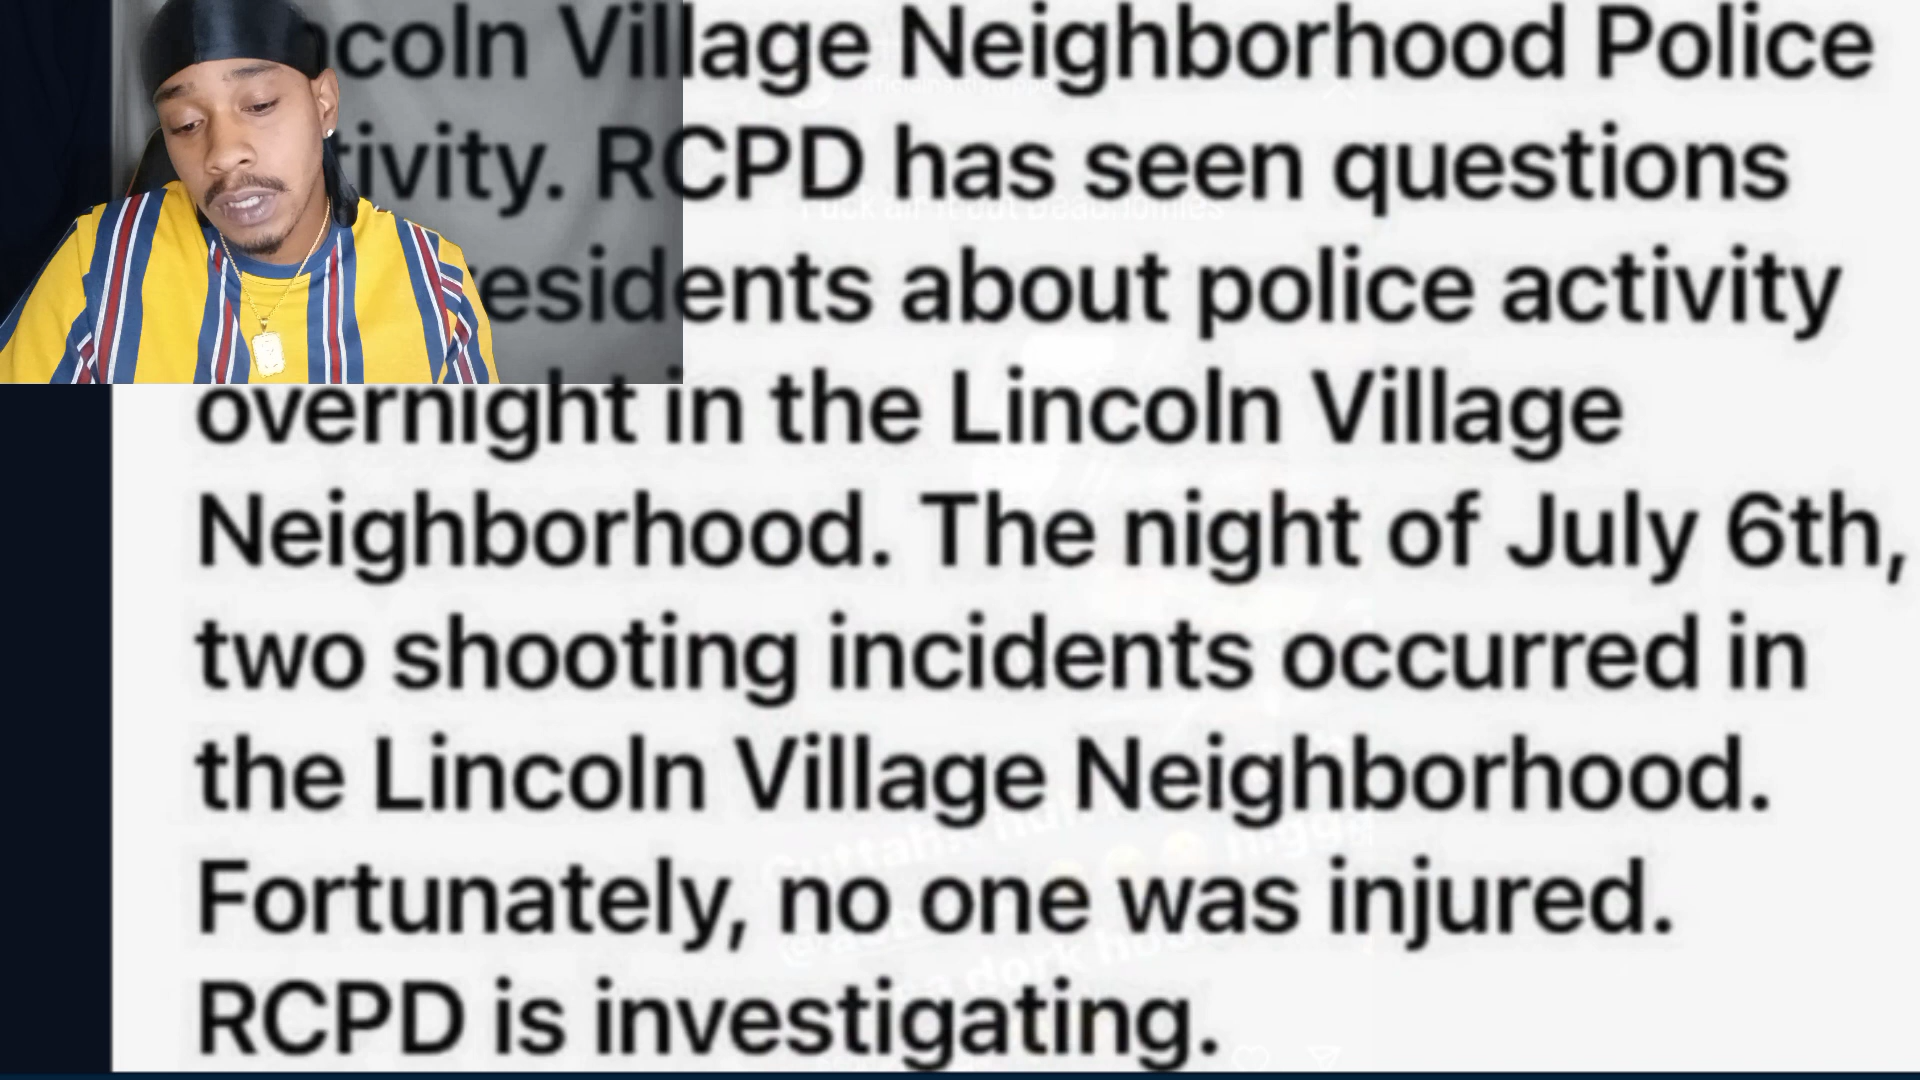 coln Village Neighborhood Police
tivity. RCPD has seen questions
esidents about police activity
overnight in the Lincoln Village
Neighborhood. The night of July 6th,
two shooting incidents occurred in
the Lincoln Village Neighborhood.
Fortunately, no one was injured.
RCPD is investigating.